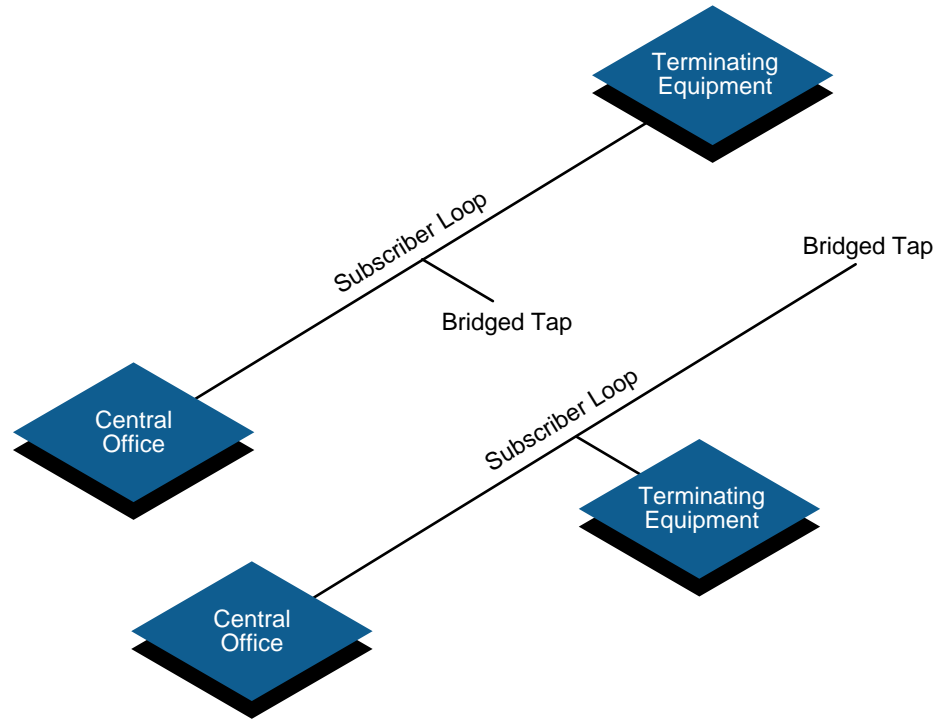 Terminating
Equipment
Subscriber Loop
Bridged Tap
Central
Office
Bridged Tap
Subscriber Loop
Terminating
Equipment
Central
Office